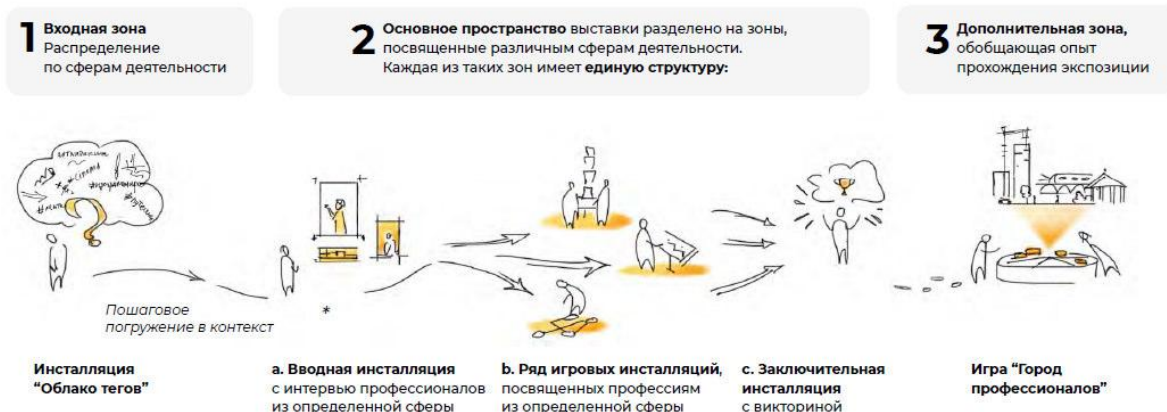 1 Входная зона
Распределение
по сферам деятельности
2 Основное пространство выставки разделено на зоны,
посвященные различным сферам деятельности.
Каждая из таких зон имеет единую структуру:
3 Дополнительная зона,
обобщающая опыт
прохождения экспозиции
Пошаговое
погружение в контекст
*
Инсталляция
“Облако тегов”
a. Вводная инсталляция
с интервью профессионалов
из определенной сферы
b. Ряд игровых инсталляций,
посвященных профессиям
из определенной сферы
c. Заключительная
инсталляция
с викториной
Игра “Город
профессионалов”